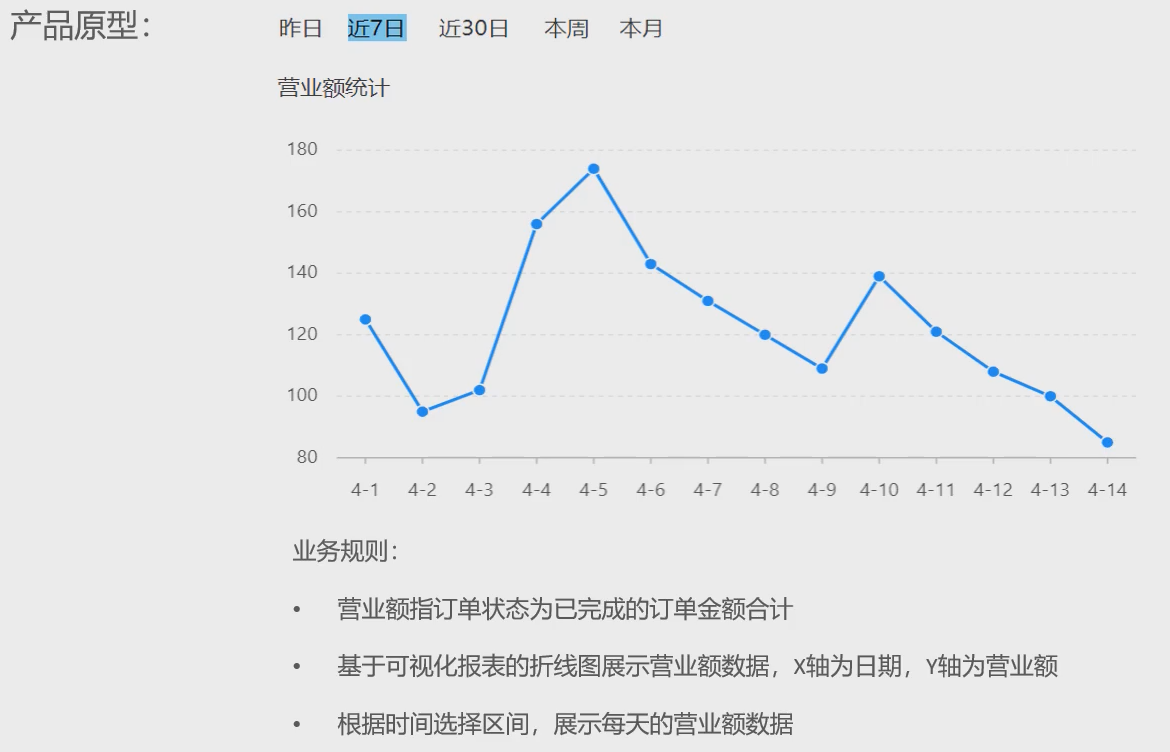 产品原型：
昨日 近7日 近30日 本周 本月
营业额统计
180
160
140
120
100
80
4-1 4-2 4-3 4-4 4-5 4-6 4-7 4-8 4-9 4-10 4-11 4-12 4-13 4-14
业务规则：
• 营业额指订单状态为已完成的订单金额合计
• 基于可视化报表的折线图展示营业额数据，X轴为日期，Y轴为营业额
• 根据时间选择区间，展示每天的营业额数据